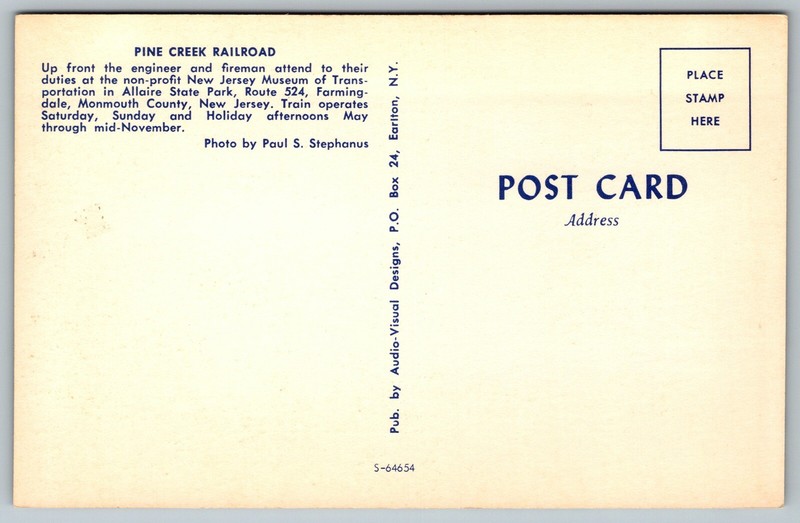 PINE CREEK RAILROAD
Up front the engineer and fireman attend to their
duties at the non-profit New Jersey Museum of Trans-
portation in Allaire State Park, Route 524, Farming-
dale, Monmouth County, New Jersey. Train operates
Saturday, Sunday and Holiday afternoons May
through mid-November.
Photo by Paul S. Stephanus
Pub. by Audio-Visual Designs, P.O. Box 24, Earlton, N.Y.
PLACE
STAMP
HERE
POST CARD
Address
S-64654